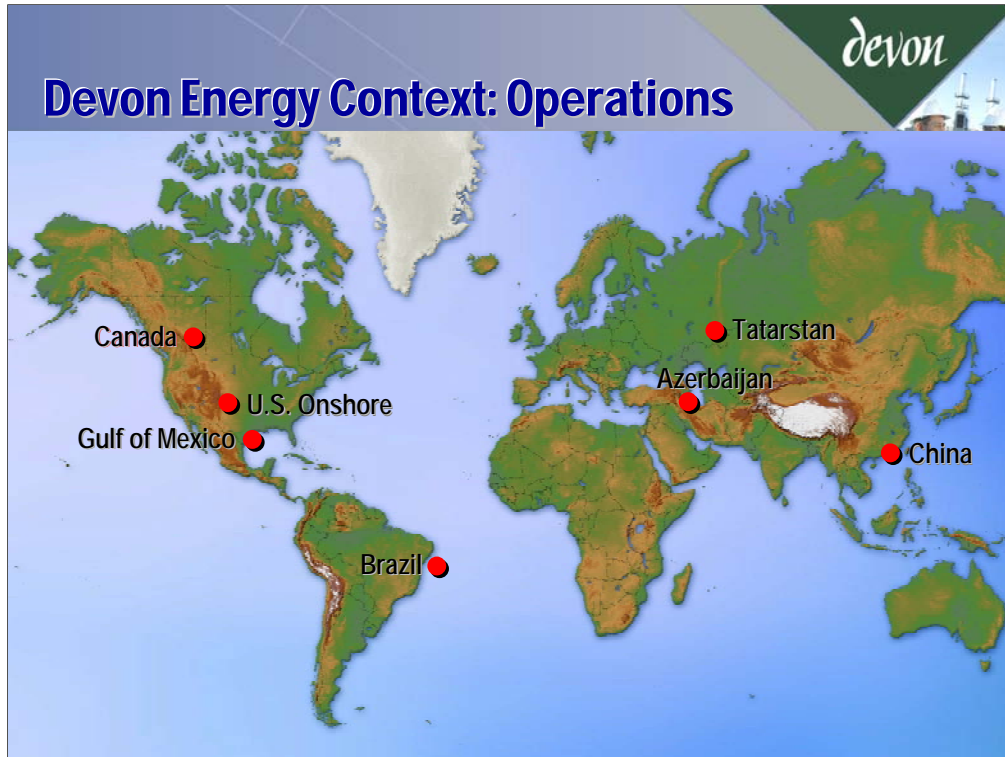 devon
Devon Energy Context: Operations
Canada
Tatarstan
Azerbaijan
U.S. Onshore
Gulf of Mexico
China
Brazil